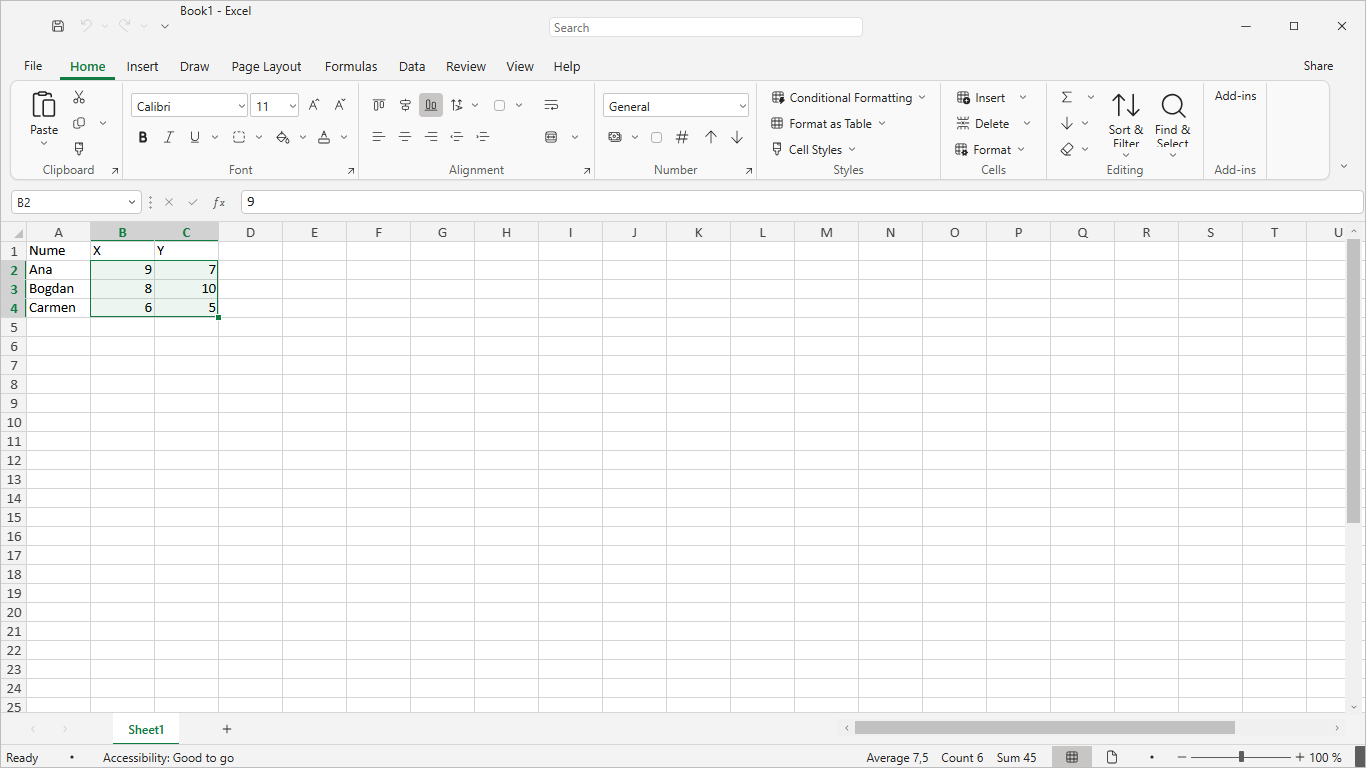 Book1 - Excel
Search
File Home Insert Draw Page Layout Formulas Data Review View Help Share
Paste
Clipboard
Calibri 11
B I U A
Font
Alignment
General
Number
Conditional Formatting
Format as Table
Cell Styles
Styles
Insert
Delete
Format
Cells
Sort & Filter
Find & Select
Editing
Add-ins
Add-ins
B2 fx 9
A B C D E F G H I J K L M N O P Q R S T U
1 Nume X Y
2 Ana 9 7
3 Bogdan 8 10
4 Carmen 6 5
5
6
7
8
9
10
11
12
13
14
15
16
17
18
19
20
21
22
23
24
25
Sheet1
Ready Accessibility: Good to go Average 7,5 Count 6 Sum 45 100 %